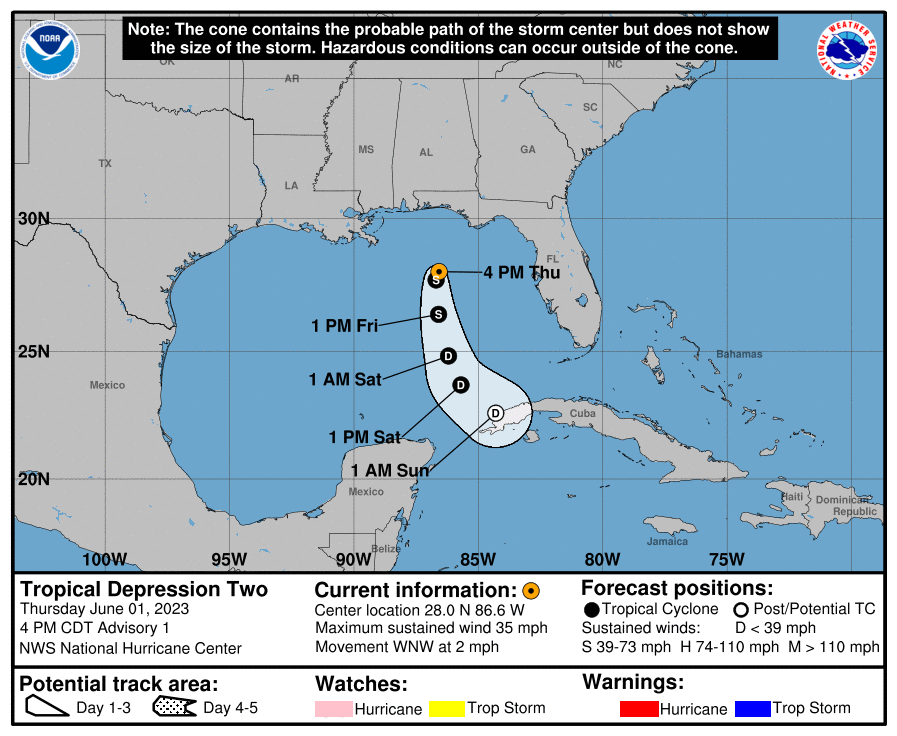 Note: The cone contains the probable path of the storm center but does not show
the size of the storm. Hazardous conditions can occur outside of the cone.
NOAA
NATIONAL WEATHER SERVICE
OK
AR
NC
SC
TX
MS
AL
GA
LA
30N
FL
4 PM Thu
S
S
1 PM Fri
25N
D
Bahamas
1 AM Sat
D
Mexico
D
Cuba
1 PM Sat
1 AM Sun
20N
Mexico
Haiti
Dominican
Republic
Jamaica
Belize
100W
95W
90W
85W
80W
75W
Tropical Depression Two
Thursday June 01, 2023
4 PM CDT Advisory 1
NWS National Hurricane Center
Current information:
Center location 28.0 N 86.6 W
Maximum sustained wind 35 mph
Movement WNW at 2 mph
Forecast positions:
Tropical Cyclone Post/Potential TC
Sustained winds: D < 39 mph
S 39-73 mph H 74-110 mph M > 110 mph
Potential track area:
Day 1-3 Day 4-5
Watches:
Hurricane Trop Storm
Warnings:
Hurricane Trop Storm